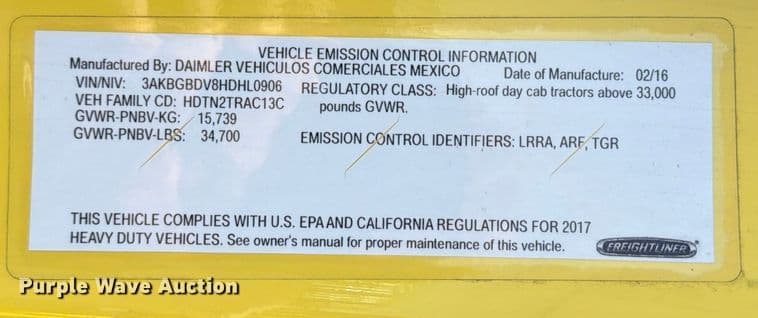 VEHICLE EMISSION CONTROL INFORMATION
Manufactured By: DAIMLER VEHICULOS COMERCIALES MEXICO Date of Manufacture: 02/16
VIN/NIV: 3AKBGBDV8HDHL0906 REGULATORY CLASS: High-roof day cab tractors above 33,000
VEH FAMILY CD: HDTN2TRAC13C pounds GVWR.
GVWR-PNBV-KG: 15,739
GVWR-PNBV-LBS: 34,700 EMISSION CONTROL IDENTIFIERS: LRRA, ARF, TGR
THIS VEHICLE COMPLIES WITH U.S. EPA AND CALIFORNIA REGULATIONS FOR 2017
HEAVY DUTY VEHICLES. See owner's manual for proper maintenance of this vehicle.
FREIGHTLINER
Purple Wave Auction